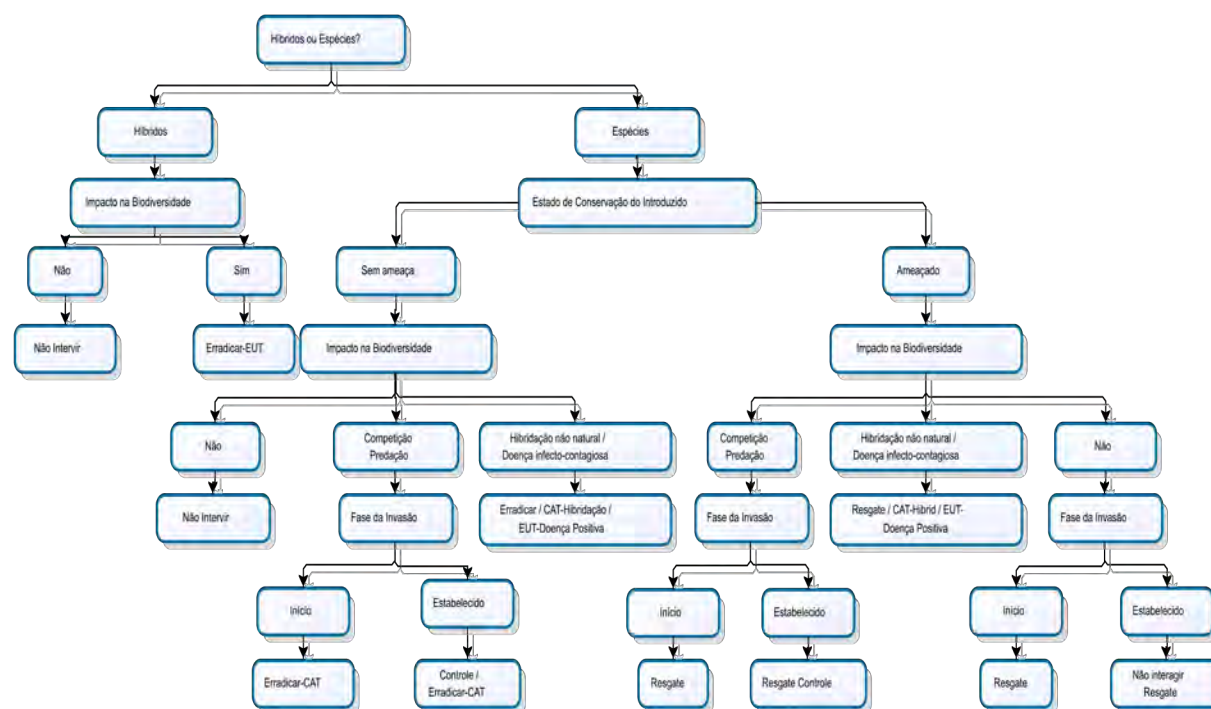 Híbridos ou Espécies?
Híbridos
Espécies
Impacto na Biodiversidade
Estado de Conservação do Introduzido
Não
Sim
Sem ameaça
Ameaçado
Não Intervir
Erradicar-EUT
Impacto na Biodiversidade
Impacto na Biodiversidade
Não
Competição
Predação
Hibridação não natural /
Doença infecto-contagiosa
Competição
Predação
Hibridação não natural /
Doença infecto-contagiosa
Não
Não Intervir
Fase da Invasão
Erradicar / CAT-Hibridação /
EUT-Doença Positiva
Fase da Invasão
Resgate / CAT-Hibrid / EUT-
Doença Positiva
Fase da Invasão
Início
Estabelecido
Início
Estabelecido
Início
Estabelecido
Erradicar-CAT
Controle /
Erradicar-CAT
Resgate
Resgate Controle
Resgate
Não interagir
Resgate